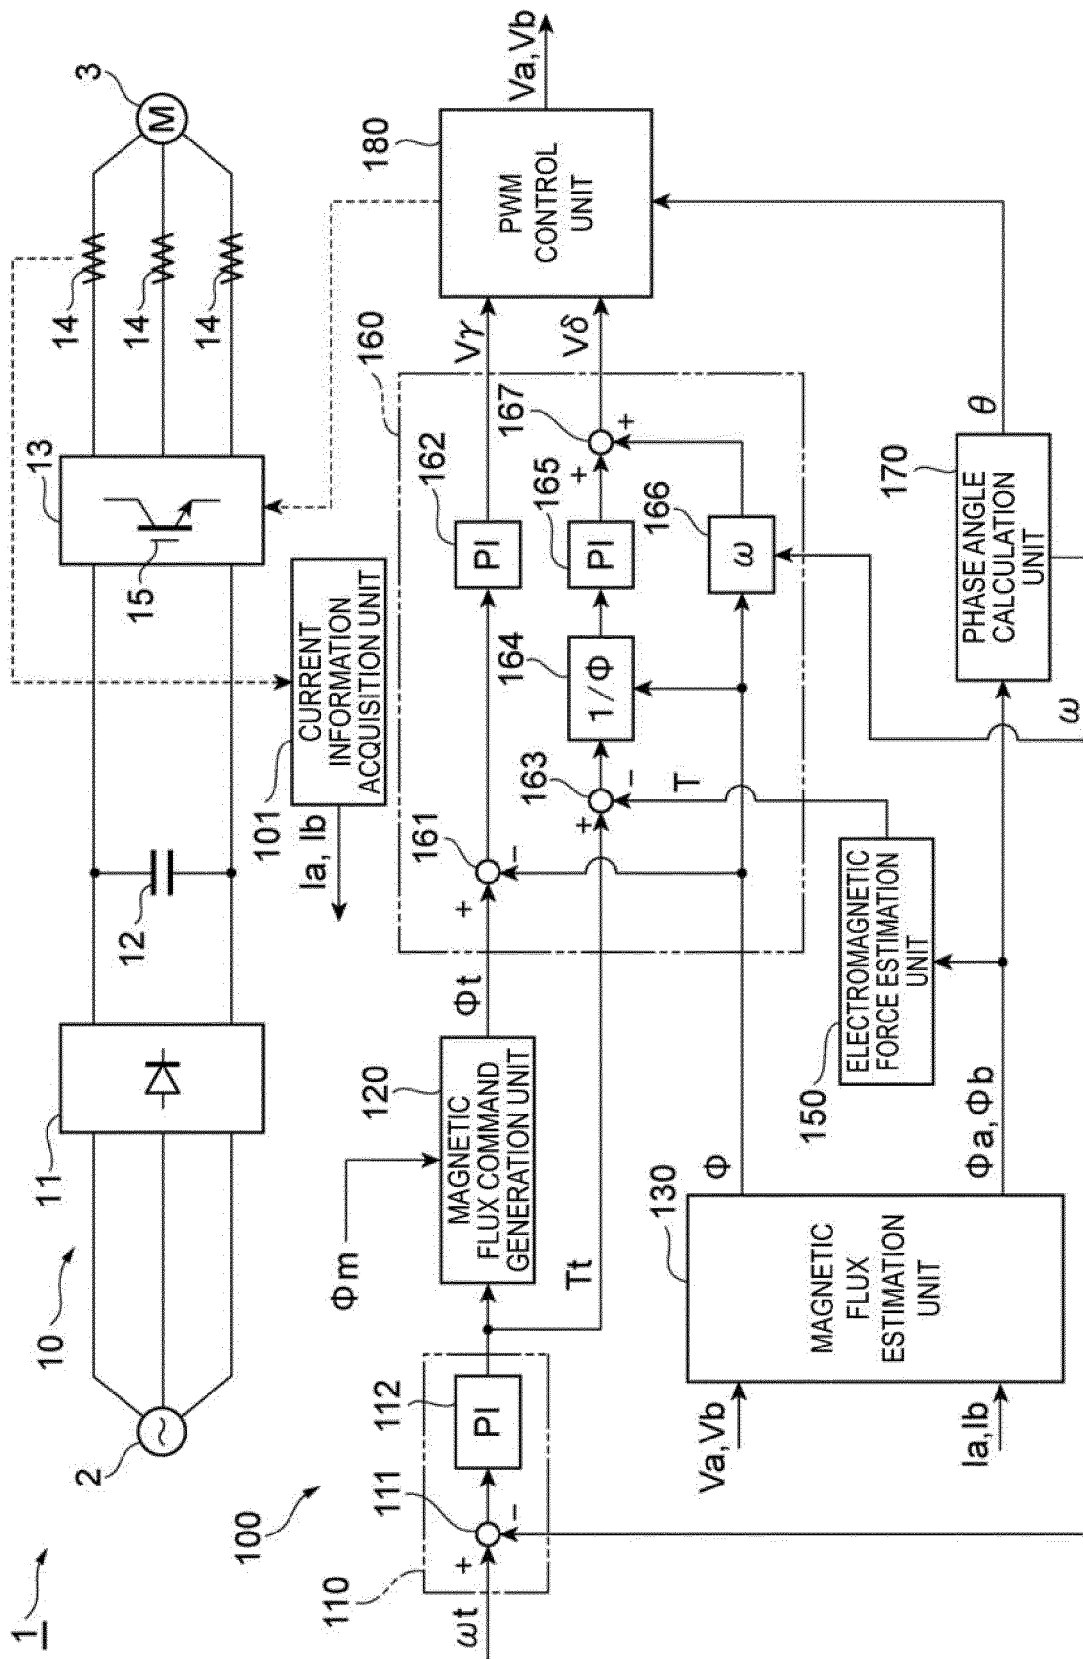 1
2
10
11
12
13
15
14
14
14
3
M
101
CURRENT
INFORMATION
ACQUISITION UNIT
Ia, Ib
100
110
ωt
+
−
111
112
PI
Φm
120
MAGNETIC
FLUX COMMAND
GENERATION UNIT
Φt
Tt
160
161
+
−
162
PI
Vγ
163
+
−
T
164
1/Φ
165
PI
166
ω
167
+
+
Vδ
180
PWM
CONTROL
UNIT
Va,Vb
130
MAGNETIC
FLUX
ESTIMATION
UNIT
Va,Vb
Ia,Ib
Φ
Φa,Φb
150
ELECTROMAGNETIC
FORCE ESTIMATION
UNIT
170
PHASE ANGLE
CALCULATION
UNIT
θ
ω